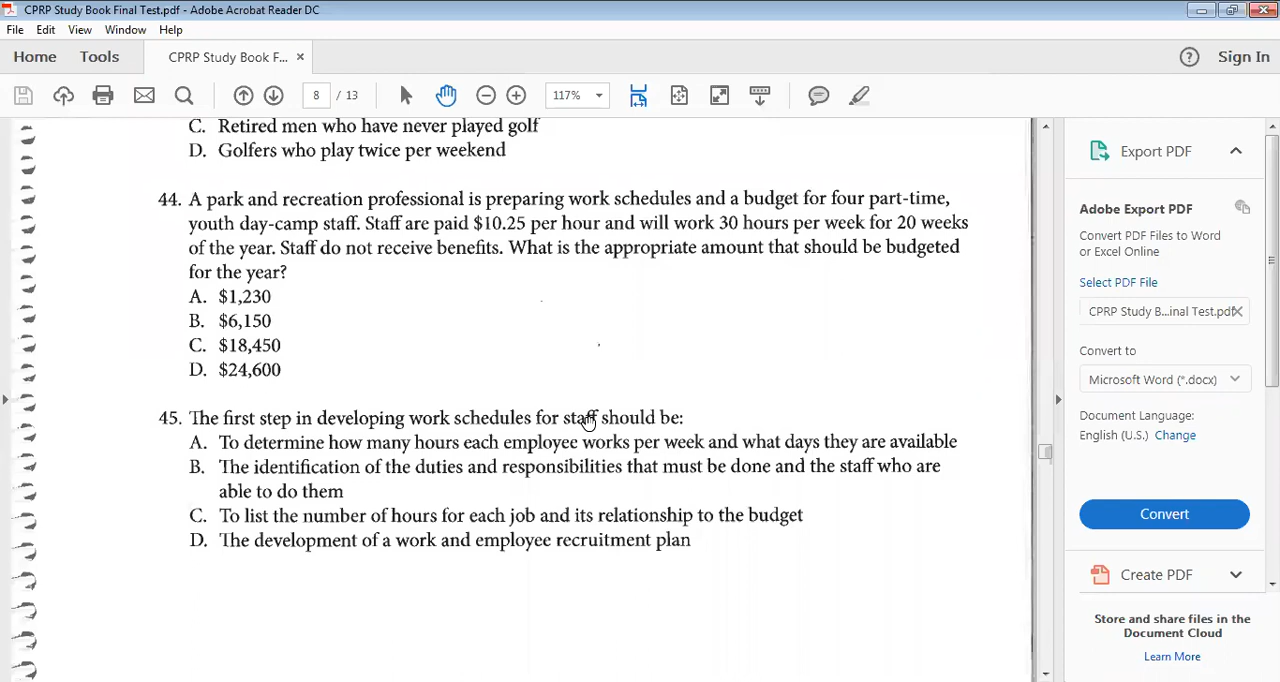 CPRP Study Book Final Test.pdf - Adobe Acrobat Reader DC
File Edit View Window Help
Home Tools CPRP Study Book F... × ? Sign In
8 / 13 117%
C. Retired men who have never played golf
D. Golfers who play twice per weekend
44. A park and recreation professional is preparing work schedules and a budget for four part-time,
youth day-camp staff. Staff are paid $10.25 per hour and will work 30 hours per week for 20 weeks
of the year. Staff do not receive benefits. What is the appropriate amount that should be budgeted
for the year?
A. $1,230
B. $6,150
C. $18,450
D. $24,600
45. The first step in developing work schedules for staff should be:
A. To determine how many hours each employee works per week and what days they are available
B. The identification of the duties and responsibilities that must be done and the staff who are
able to do them
C. To list the number of hours for each job and its relationship to the budget
D. The development of a work and employee recruitment plan
Export PDF
Adobe Export PDF
Convert PDF Files to Word
or Excel Online
Select PDF File
CPRP Study B...inal Test.pdf ×
Convert to
Microsoft Word (*.docx)
Document Language:
English (U.S.) Change
Convert
Create PDF
Store and share files in the
Document Cloud
Learn More